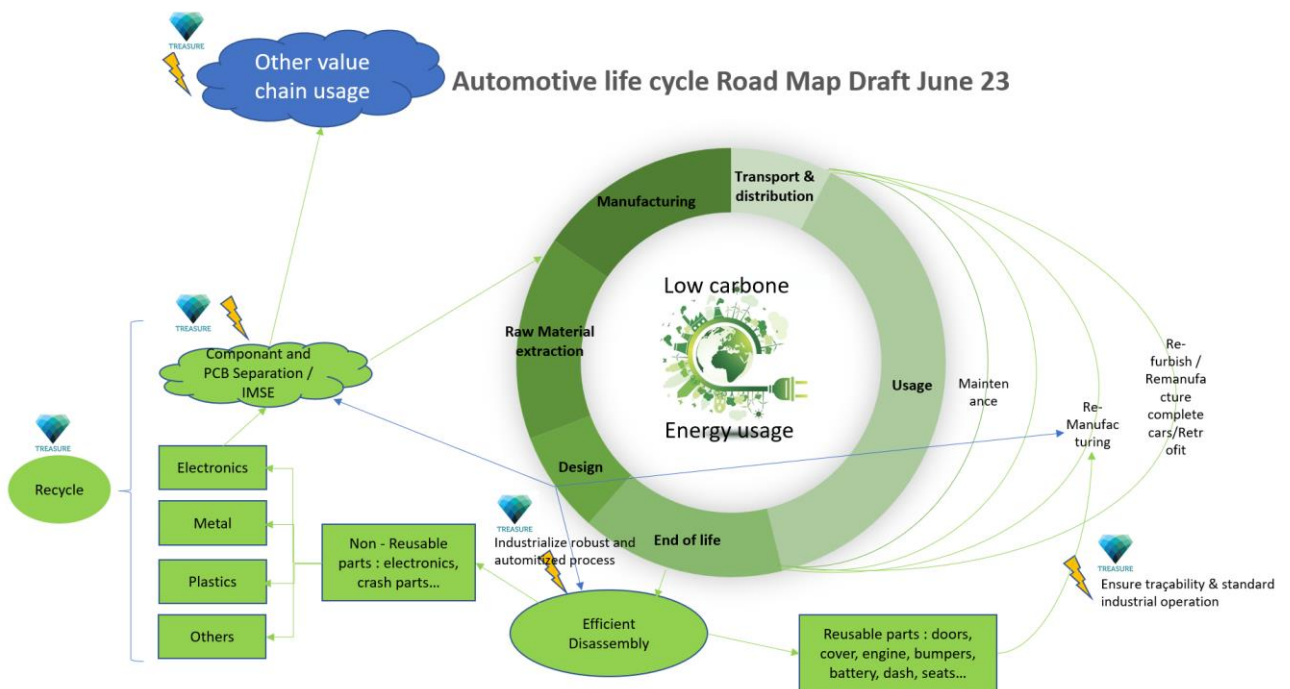 TREASURE
Other value
chain usage
Automotive life cycle Road Map Draft June 23
Transport &
distribution
Manufacturing
Low carbone
Energy usage
Raw Material
extraction
Usage
Design
End of life
Mainten
ance
Re-
Manufac
turing
Re-
furbish /
Remanufa
cture
complete
cars/Retr
ofit
TREASURE
Componant and
PCB Separation /
IMSE
TREASURE
Recycle
Electronics
Metal
Plastics
Others
Non - Reusable
parts : electronics,
crash parts...
TREASURE
Industrialize robust and
automitized process
Efficient
Disassembly
Reusable parts : doors,
cover, engine, bumpers,
battery, dash, seats...
TREASURE
Ensure traçability & standard
industrial operation